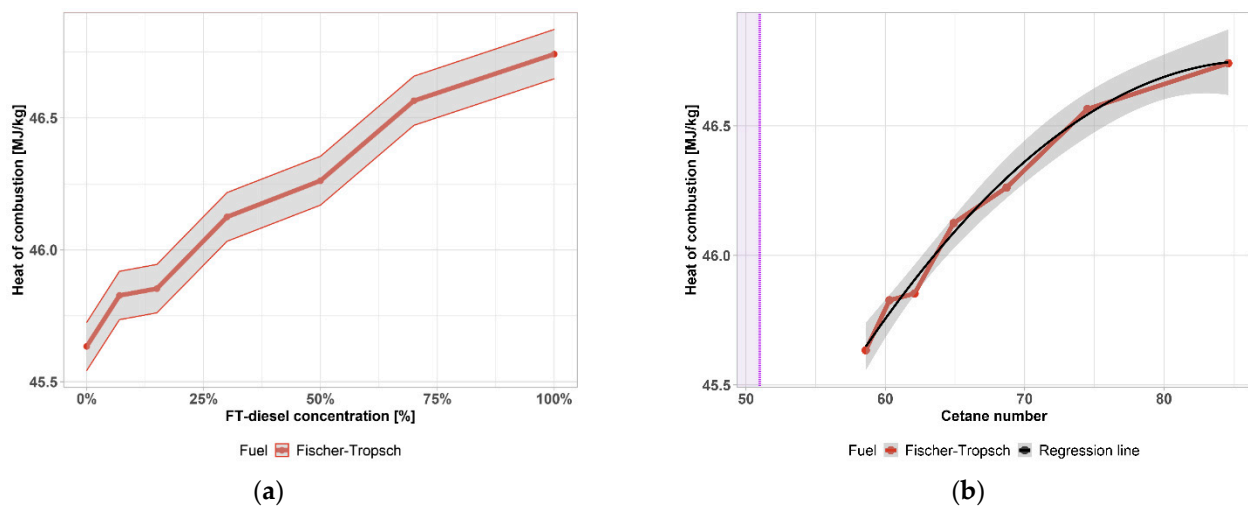 Heat of combustion [MJ/kg]
46.5
46.0
45.5
0% 25% 50% 75% 100%
FT-diesel concentration [%]
Fuel Fischer-Tropsch
(a)
Heat of combustion [MJ/kg]
46.5
46.0
45.5
50 60 70 80
Cetane number
Fuel Fischer-Tropsch Regression line
(b)